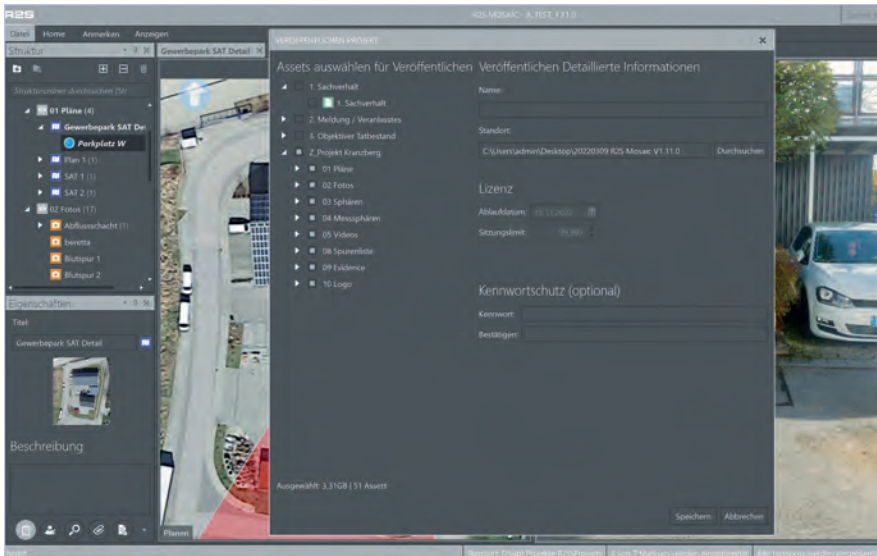 R2S
R2S-MOSAIC - A_TEST_1.11.0
Datei Home Anmerken Anzeigen
Struktur
Gewerbepark SAT Detail
Strukturordner durchsuchen (Str
01 Pläne (4)
Gewerbepark SAT De
Parkplatz W
Plan 1 (1)
SAT 1 (1)
SAT 2 (1)
02 Fotos (17)
Abflussschacht (1)
beretta
Blutspur 1
Blutspur 2
Eigenschaften
Titel:
Gewerbepark SAT Detail
Beschreibung
Planen
VERÖFFENTLICHEN PROJEKT
Assets auswählen für Veröffentlichen
1. Sachverhalt
1. Sachverhalt
2. Meldung / Veranlasstes
3. Objektiver Tatbestand
Z_Projekt Kranzberg
01 Pläne
02 Fotos
03 Sphären
04 Messsphären
05 Videos
08 Spurenliste
09 Evidence
10 Logo
Ausgewählt: 3,31GB | 51 Assets
Veröffentlichen Detaillierte Informationen
Name:
Standort:
C:\Users\admin\Desktop\20220309 R2S Mosaic V1.11.0
Durchsuchen
Lizenz
Ablaufdatum:
Sitzungslimit:
Kennwortschutz (optional)
Kennwort:
Bestätigen:
Speichern Abbrechen